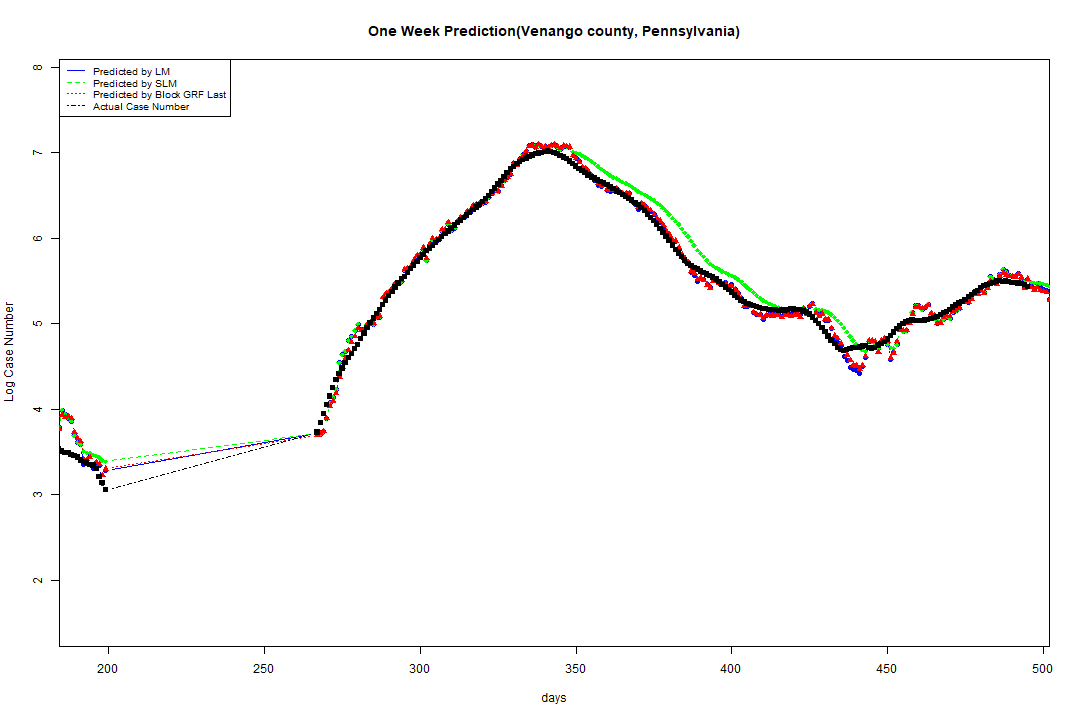 One Week Prediction(Venango county, Pennsylvania)
Predicted by LM
Predicted by SLM
Predicted by Block GRF Last
Actual Case Number
8
7
6
5
4
3
2
Log Case Number
200 250 300 350 400 450 500
days